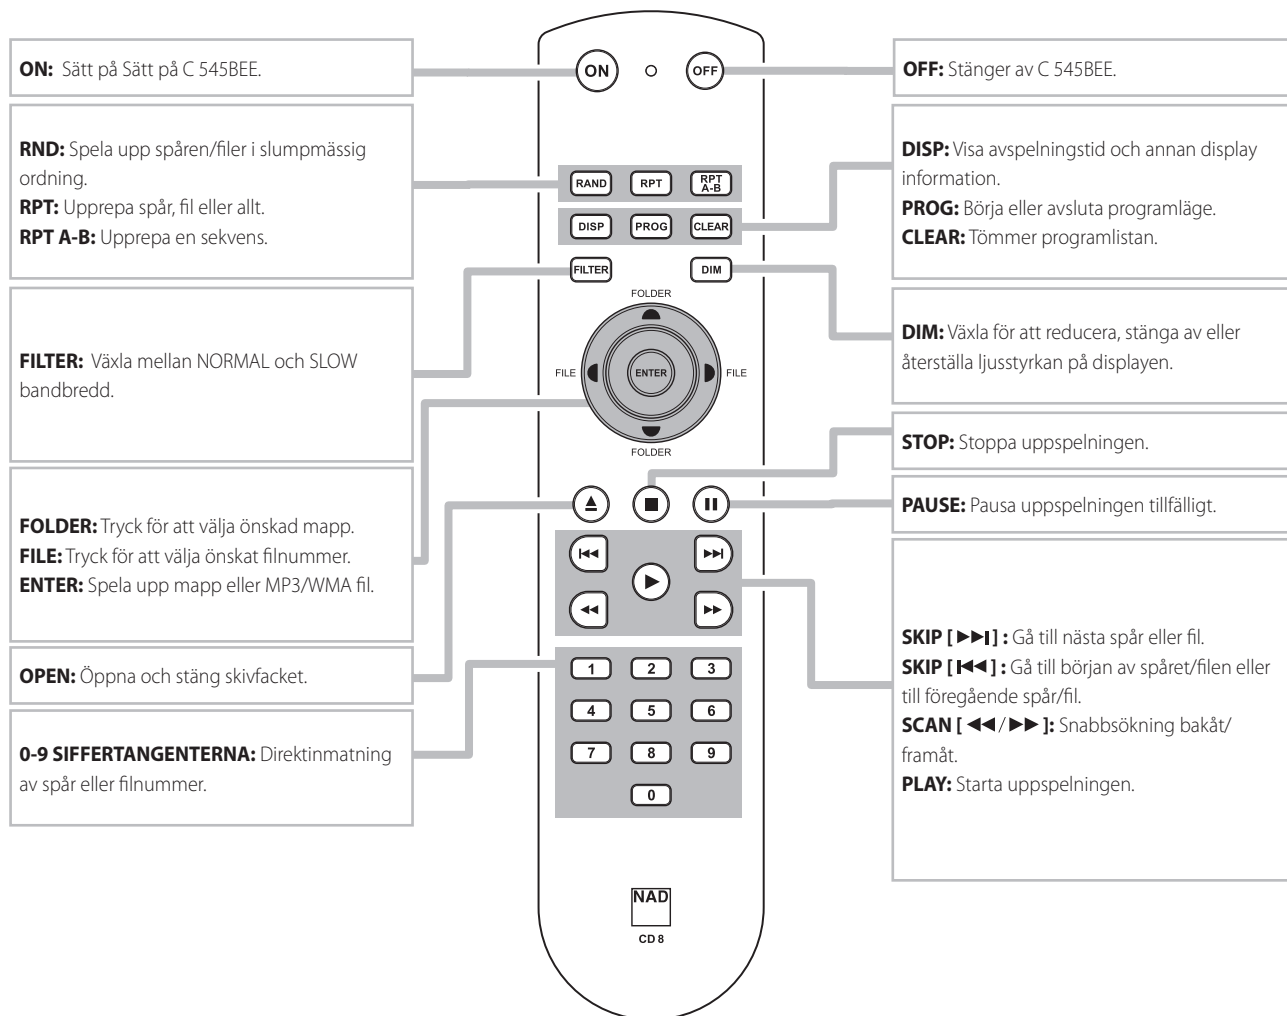 ON: Sätt på Sätt på C 545BEE.
RND: Spela upp spåren/filer i slumpmässig
ordning.
RPT: Upprepa spår, fil eller allt.
RPT A-B: Upprepa en sekvens.
FILTER: Växla mellan NORMAL och SLOW
bandbredd.
FOLDER: Tryck för att välja önskad mapp.
FILE: Tryck för att välja önskat filnummer.
ENTER: Spela upp mapp eller MP3/WMA fil.
OPEN: Öppna och stäng skivfacket.
0-9 SIFFERTANGENTERNA: Direktinmatning
av spår eller filnummer.
ON OFF
RAND RPT RPT A-B
DISP PROG CLEAR
FILTER DIM
FOLDER
FILE ENTER FILE
FOLDER
1 2 3
4 5 6
7 8 9
0
NAD
CD 8
OFF: Stänger av C 545BEE.
DISP: Visa avspelningstid och annan display
information.
PROG: Börja eller avsluta programläge.
CLEAR: Tömmer programlistan.
DIM: Växla för att reducera, stänga av eller
återställa ljusstyrkan på displayen.
STOP: Stoppa uppspelningen.
PAUSE: Pausa uppspelningen tillfälligt.
SKIP [ ▶▶I ] : Gå till nästa spår eller fil.
SKIP [ I◀◀ ] : Gå till början av spåret/filen eller
till föregående spår/fil.
SCAN [ ◀◀/▶▶ ]: Snabbsökning bakåt/
framåt.
PLAY: Starta uppspelningen.